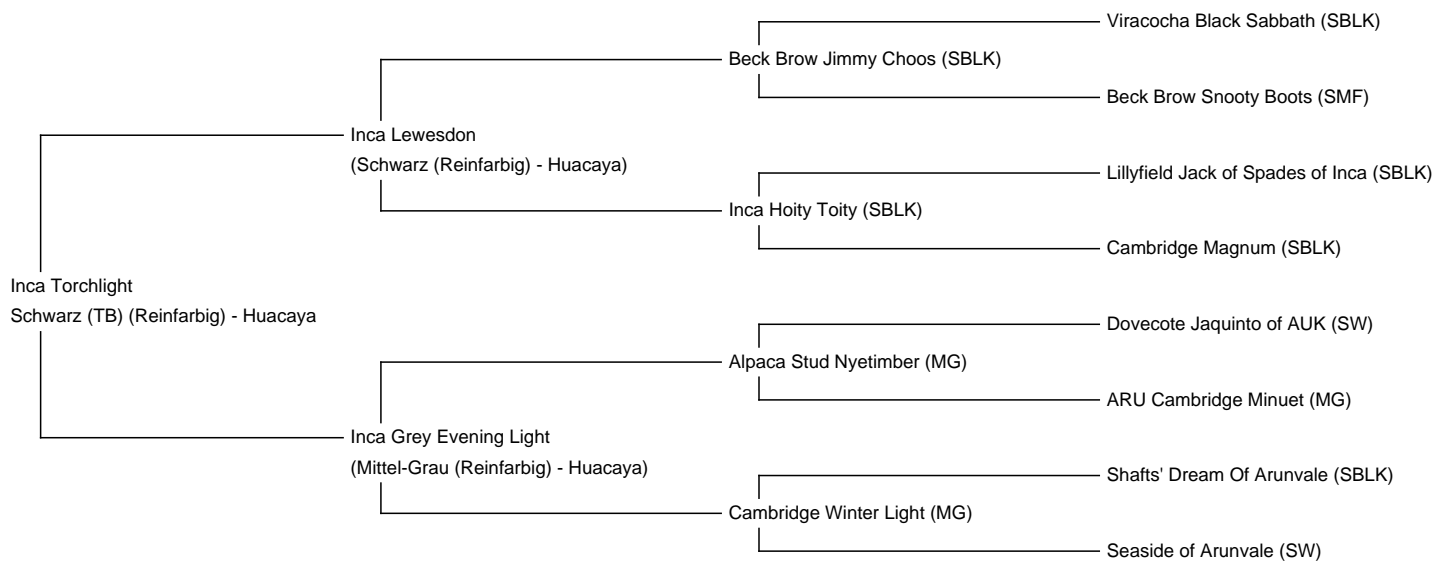 Viracocha Black Sabbath (SBLK)
Beck Brow Jimmy Choos (SBLK)
Beck Brow Snooty Boots (SMF)
Inca Lewesdon
(Schwarz (Reinfarbig) - Huacaya)
Lillyfield Jack of Spades of Inca (SBLK)
Inca Hoity Toity (SBLK)
Cambridge Magnum (SBLK)
Inca Torchlight
Schwarz (TB) (Reinfarbig) - Huacaya
Dovecote Jaquinto of AUK (SW)
Alpaca Stud Nyetimber (MG)
ARU Cambridge Minuet (MG)
Inca Grey Evening Light
(Mittel-Grau (Reinfarbig) - Huacaya)
Shafts' Dream Of Arunvale (SBLK)
Cambridge Winter Light (MG)
Seaside of Arunvale (SW)